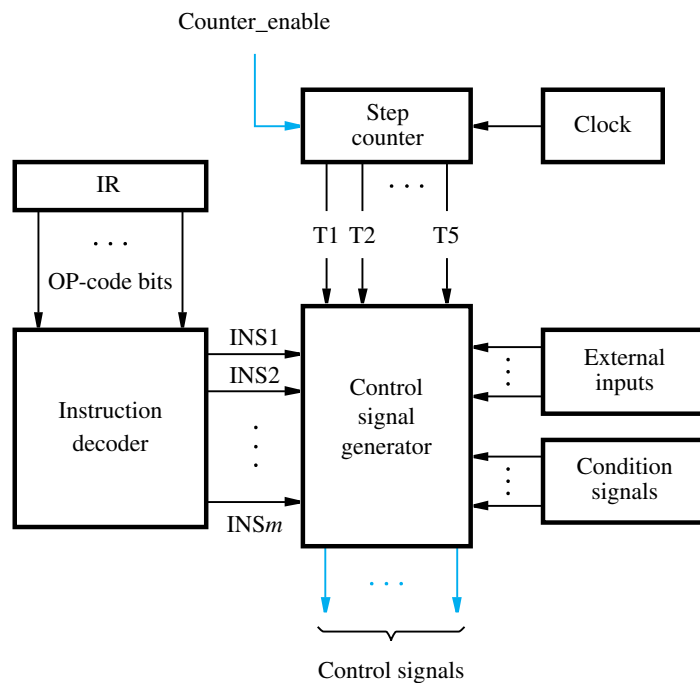 Counter_enable
Step
counter
Clock
IR
. . .
T1 T2 T5
. . .
OP-code bits
INS1
INS2
INSm
Instruction
decoder
Control
signal
generator
External
inputs
Condition
signals
. . .
Control signals